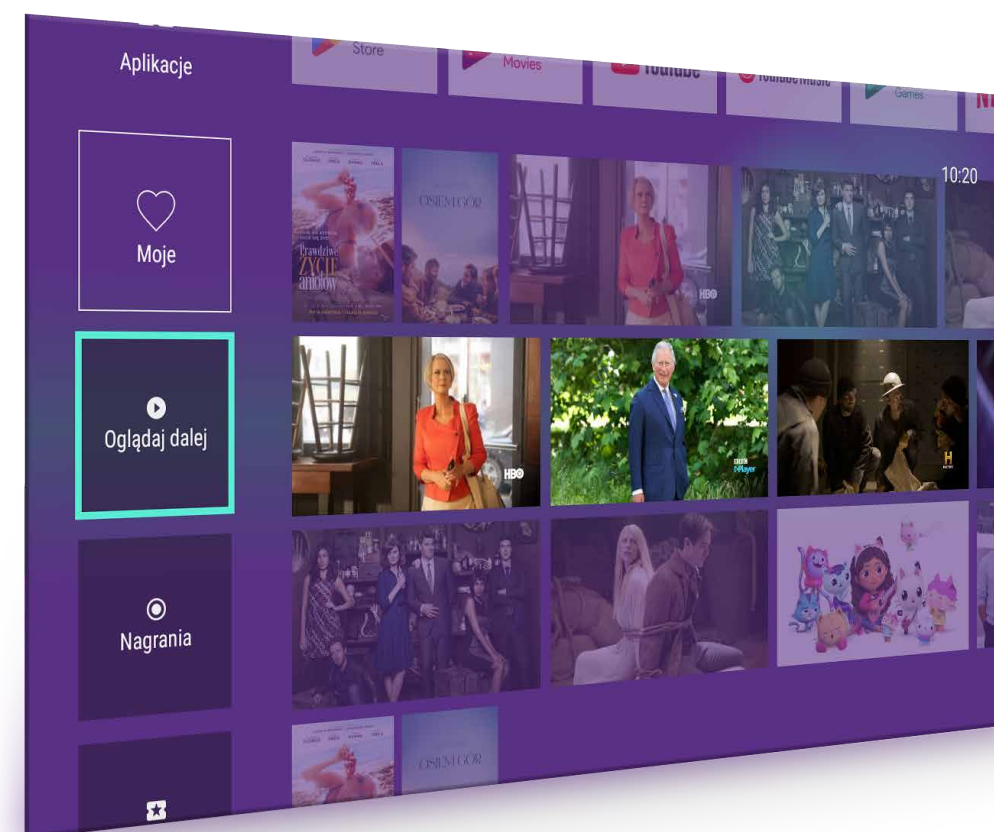 Aplikacje
Store
Movies
YouTube
YouTube Music
Games
10:20
Moje
Prawdziwe
ŻYCIE
aniołów
OSIEM GÓR
HBO
Oglądaj dalej
HBO
BBC
Player
H
Nagrania
OSIEM GÓR